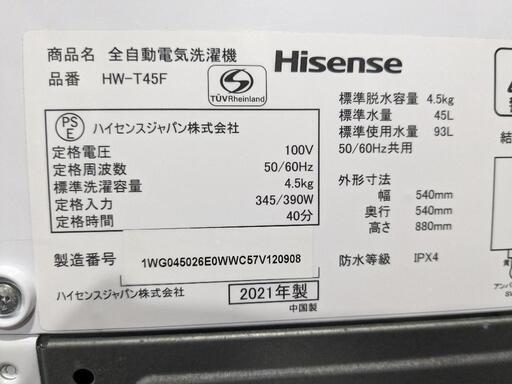 商品名 全自動電気洗濯機
品番 HW-T45F
S
TÜVRheinland
Hisense
PS
E
ハイセンスジャパン株式会社
定格電圧 100V
定格周波数 50/60Hz
標準洗濯容量 4.5kg
定格入力 345/390W
定格時間 40分
標準脱水容量 4.5kg
標準水量 45L
標準使用水量 93L
50/60Hz共用
外形寸法
幅 540mm
奥行 540mm
高さ 880mm
防水等級 IPX4
製造番号 1WG045026E0WWC57V120908
ハイセンスジャパン株式会社
2021年製
中国製
結
アンバ